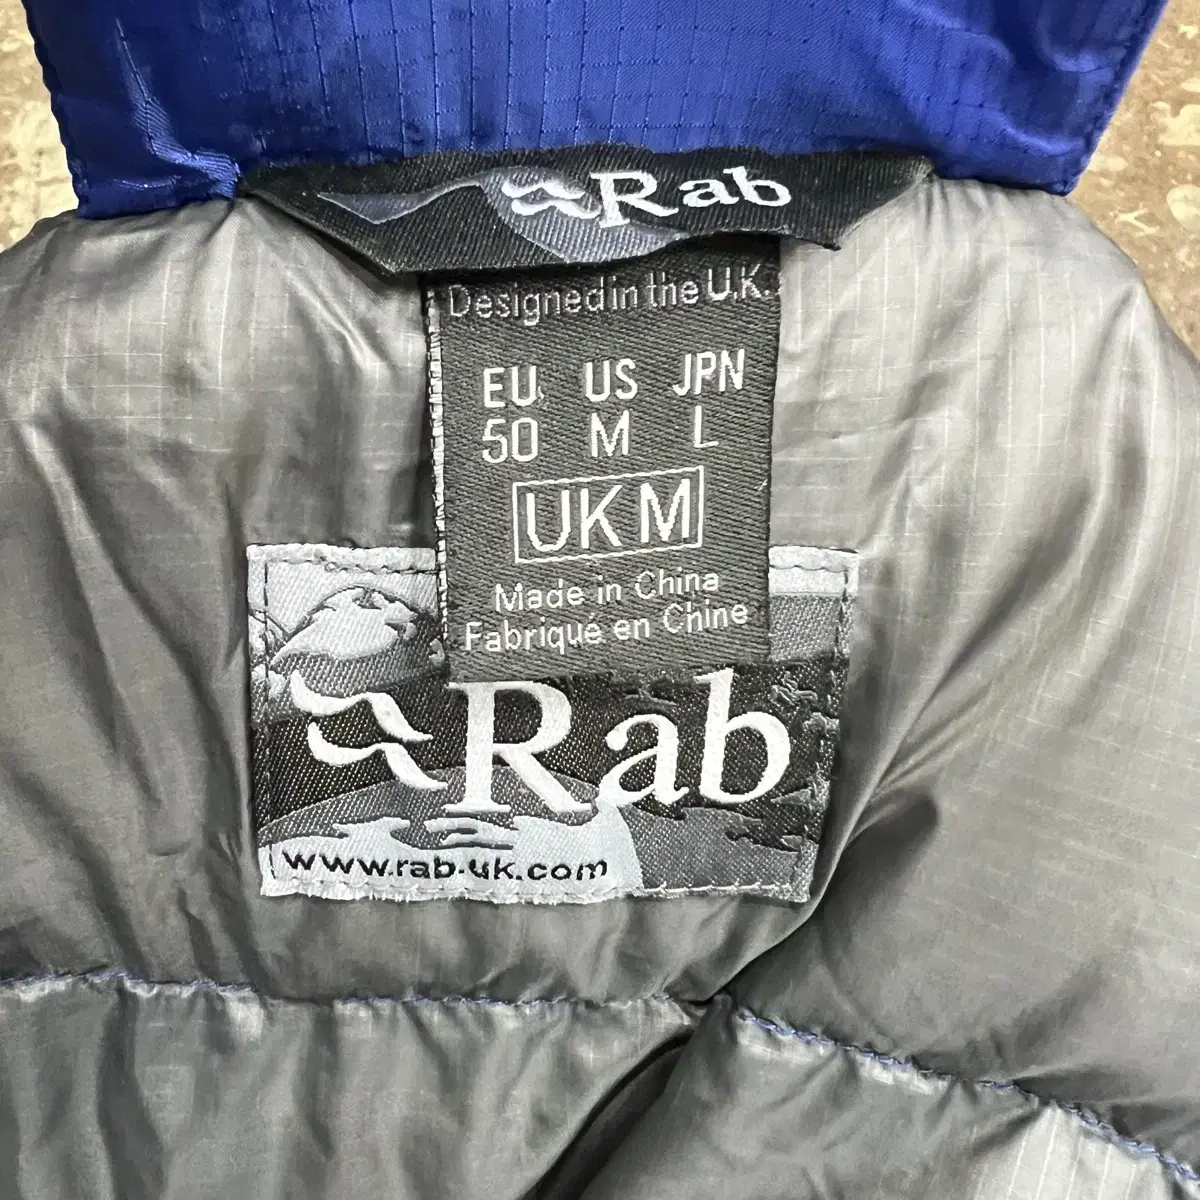 Rab
Designed in the U.K.
EU US JPN
50 M L
UK M
Made in China
Fabriqué en Chine
Rab
www.rab.uk.com